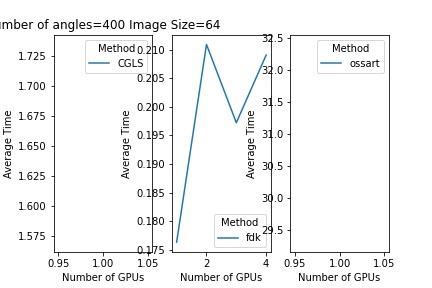 mber of angles=400 Image Size=64
Method
CGLS
Average Time
1.725
1.700
1.675
1.650
1.625
1.600
1.575
0.95
1.00
1.05
Number of GPUs
Method
fdk
Average Time
0.210
0.205
0.200
0.195
0.190
0.185
0.180
0.175
2
4
Number of GPUs
Method
ossart
Average Time
32.5
32.0
31.5
31.0
30.5
30.0
29.5
0.95
1.00
1.05
Number of GPUs